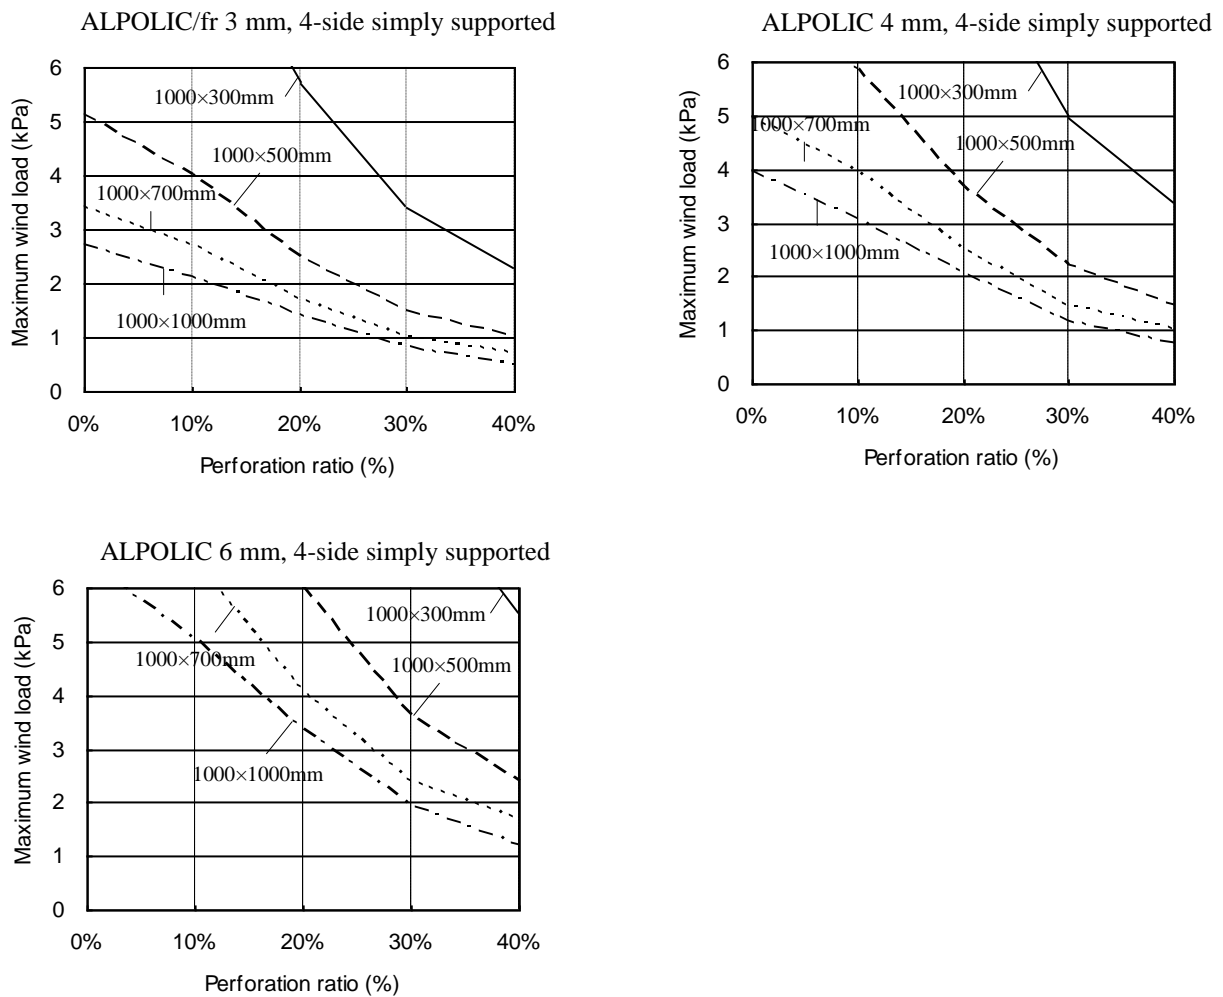 ALPOLIC/fr 3 mm, 4-side simply supported
Maximum wind load (kPa)
6
5
4
3
2
1
0
1000×300mm
1000×500mm
1000×700mm
1000×1000mm
0% 10% 20% 30% 40%
Perforation ratio (%)
ALPOLIC 4 mm, 4-side simply supported
Maximum wind load (kPa)
6
5
4
3
2
1
0
1000×300mm
1000×700mm
1000×500mm
1000×1000mm
0% 10% 20% 30% 40%
Perforation ratio (%)
ALPOLIC 6 mm, 4-side simply supported
Maximum wind load (kPa)
6
5
4
3
2
1
0
1000×300mm
1000×700mm
1000×500mm
1000×1000mm
0% 10% 20% 30% 40%
Perforation ratio (%)